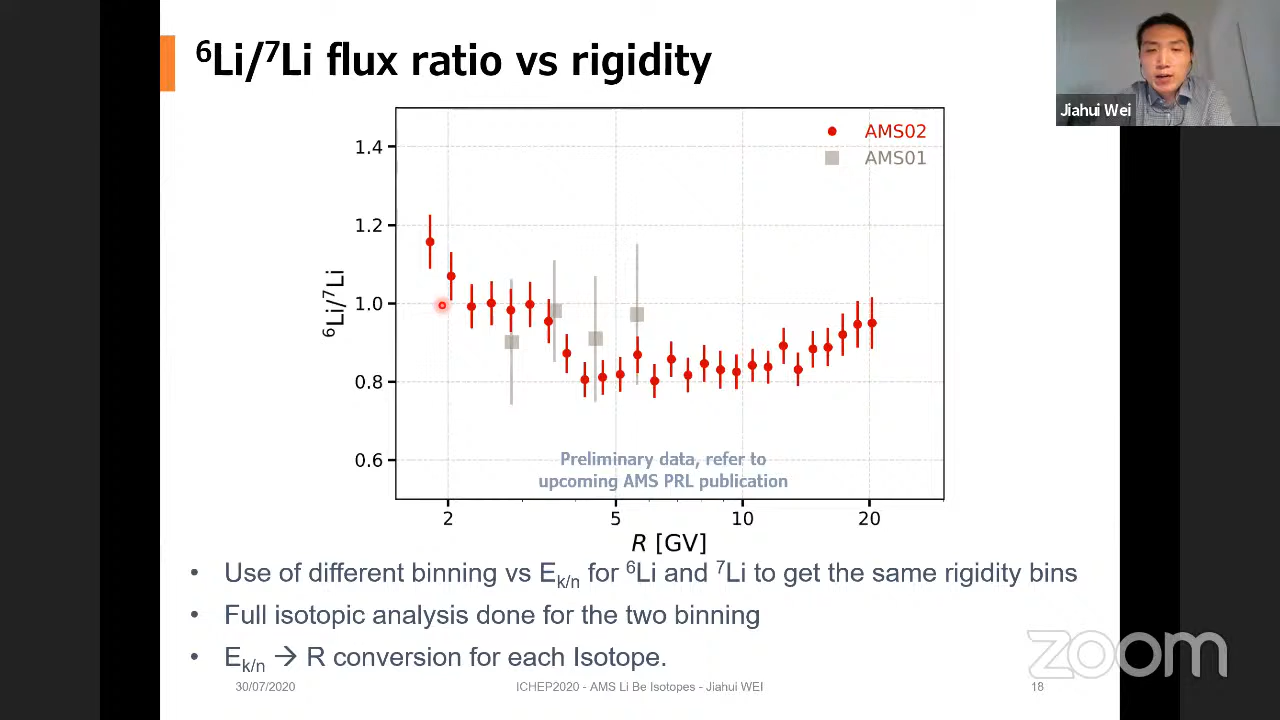 ⁶Li/⁷Li flux ratio vs rigidity
Jiahui Wei
AMS02
AMS01
1.4
1.2
1.0
0.8
0.6
⁶Li/⁷Li
Preliminary data, refer to
upcoming AMS PRL publication
2 5 10 20
R [GV]
• Use of different binning vs Eₖ/ₙ for ⁶Li and ⁷Li to get the same rigidity bins
• Full isotopic analysis done for the two binning
• Eₖ/ₙ → R conversion for each Isotope.
zoom
30/07/2020 ICHEP2020 - AMS Li Be Isotopes - Jiahui WEI 18